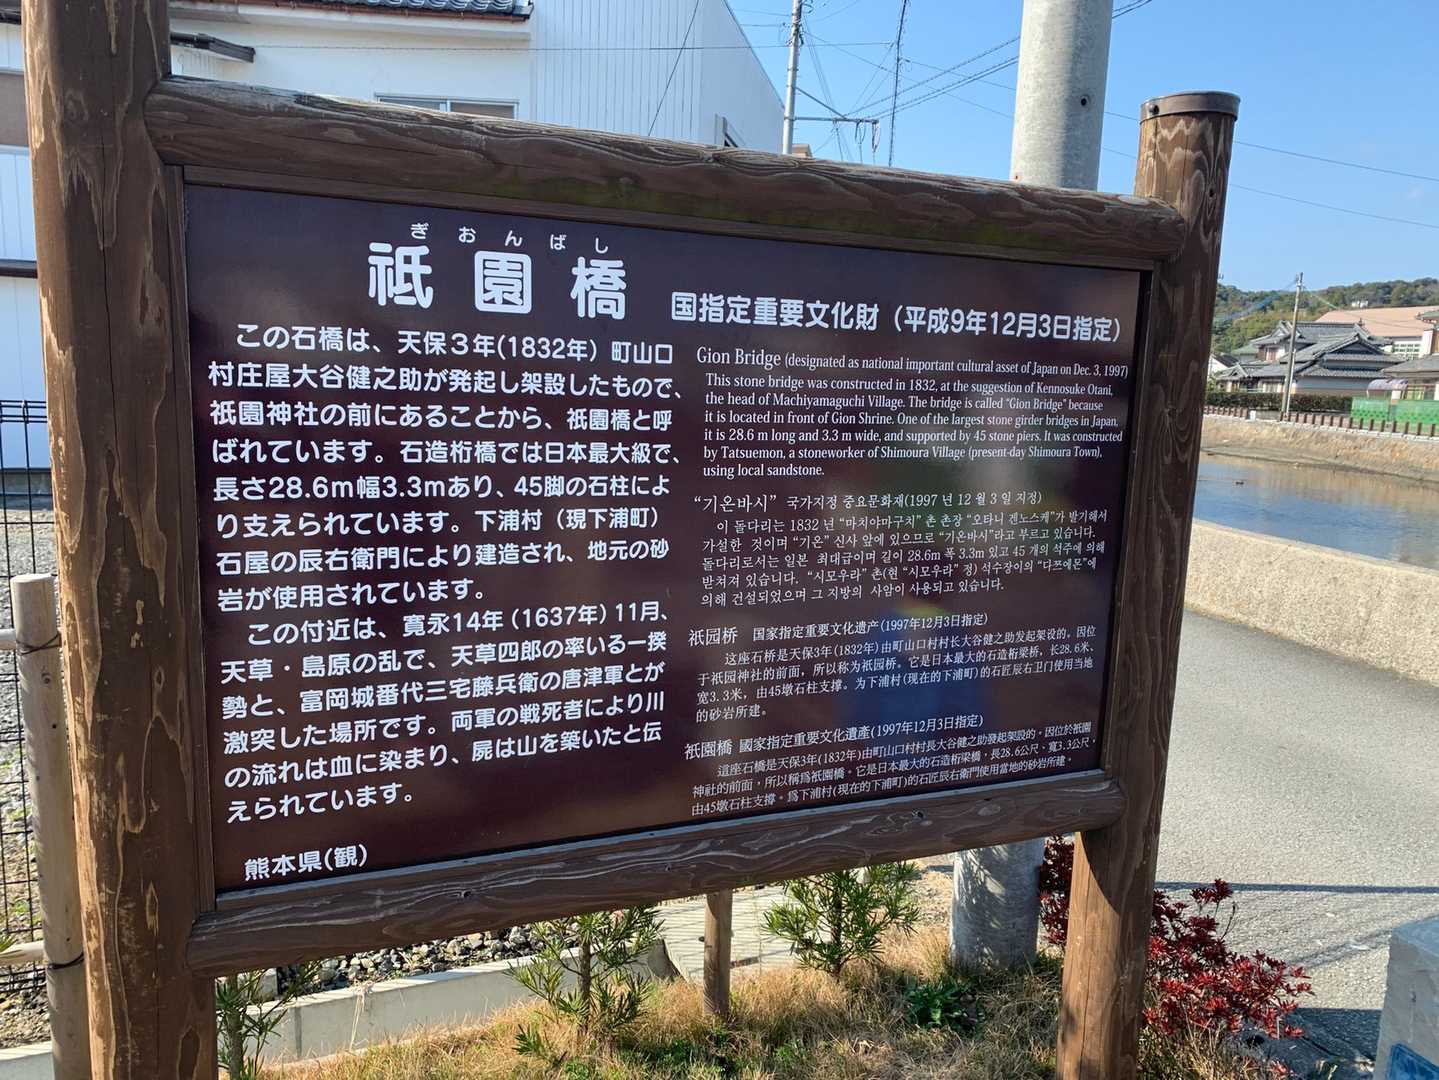 ぎおんばし
祗園橋 国指定重要文化財（平成9年12月3日指定）
この石橋は、天保３年(1832年）町山口
村庄屋大谷健之助が発起し架設したもので、
祗園神社の前にあることから、祗園橋と呼
ばれています。石造桁橋では日本最大級で、
長さ28.6m幅3.3mあり、45脚の石柱によ
り支えられています。下浦村（現下浦町）
石屋の辰右衛門により建造され、地元の砂
岩が使用されています。
この付近は、寛永14年（1637年）11月、
天草・島原の乱で、天草四郎の率いる一揆
勢と、富岡城番代三宅藤兵衛の唐津軍とが
激突した場所です。両軍の戦死者により川
の流れは血に染まり、屍は山を築いたと伝
えられています。
熊本県(観)
Gion Bridge (designated as national important cultural asset of Japan on Dec. 3, 1997)
This stone bridge was constructed in 1832, at the suggestion of Kennosuke Otani,
the head of Machiyamaguchi Village. The bridge is called "Gion Bridge" because
it is located in front of Gion Shrine. One of the largest stone girder bridges in Japan,
it is 28.6 m long and 3.3 m wide, and supported by 45 stone piers. It was constructed
by Tatsuemon, a stoneworker of Shimoura Village (present-day Shimoura Town),
using local sandstone.
“기온바시” 국가지정 중요문화재(1997 년 12 월 3 일 지정)
이 돌다리는 1832 년 “마치야마구치” 촌 촌장 “오타니 겐노스케”가 발기해서
가설한 것이며 “기온” 신사 앞에 있으므로 “기온바시”라고 부르고 있습니다.
돌다리로서는 일본 최대급이며 길이 28.6m 폭 3.3m 있고 45 개의 석주에 의해
받쳐져 있습니다. “시모우라” 촌(현 “시모우라” 정) 석수장이의 “다쯔에몬”에
의해 건설되었으며 그 지방의 사암이 사용되고 있습니다.
祇园桥 国家指定重要文化遗产(1997年12月3日指定)
这座石桥是天保3年(1832年)由町山口村村长大谷健之助发起架设的。因位
于祇园神社的前面，所以称为祇园桥。它是日本最大的石造桁梁桥，长28.6米、
宽3.3米，由45墩石柱支撑。为下浦村(现在的下浦町)的石匠辰右卫门使用当地
的砂岩所建。
祇園橋 國家指定重要文化遺產(1997年12月3日指定)
這座石橋是天保3年(1832年)由町山口村村長大谷健之助發起架設的。因位於祇園
神社的前面，所以稱爲祇園橋。它是日本最大的石造桁梁橋，長28.6公尺、寬3.3公尺，
由45墩石柱支撐。爲下浦村(現在的下浦町)的石匠辰右衛門使用當地的砂岩所建。